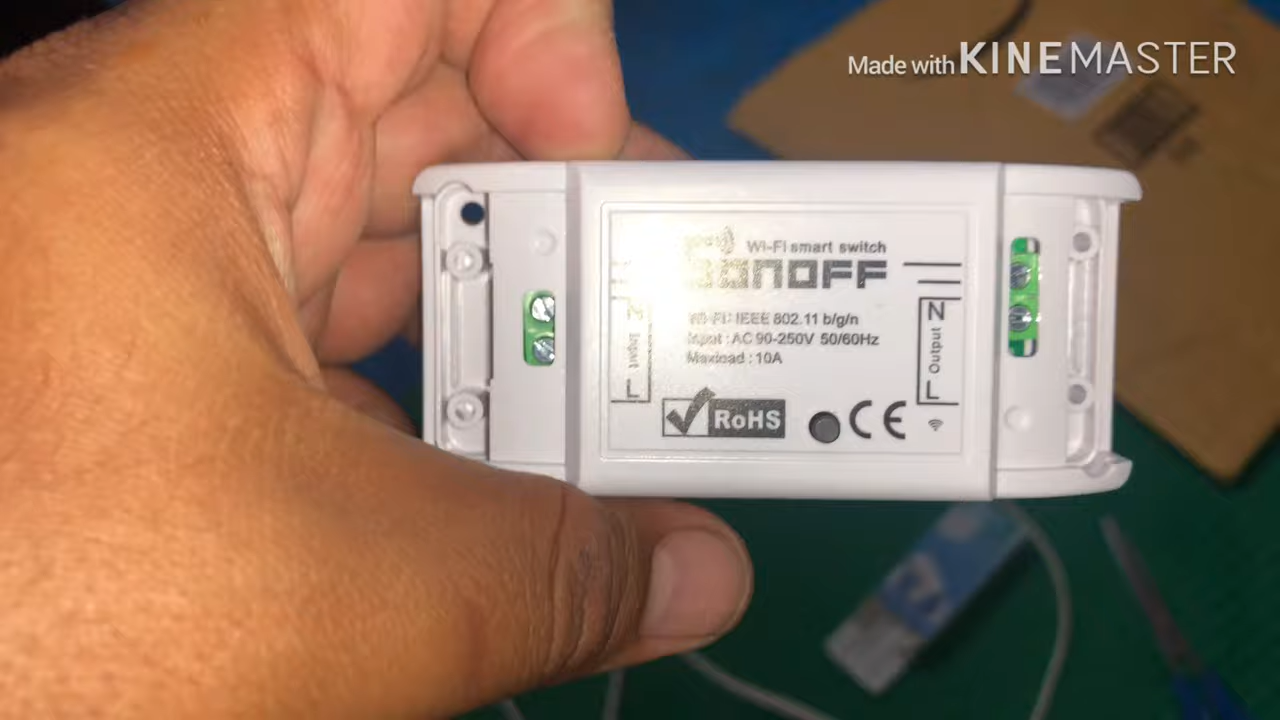 Made with KINEMASTER
Wi-Fi smart switch
SONOFF
Wi-Fi: IEEE 802.11 b/g/n
Input : AC 90-250V 50/60Hz
Maxload : 10A
N
Input
L
N
Output
L
RoHS
CE